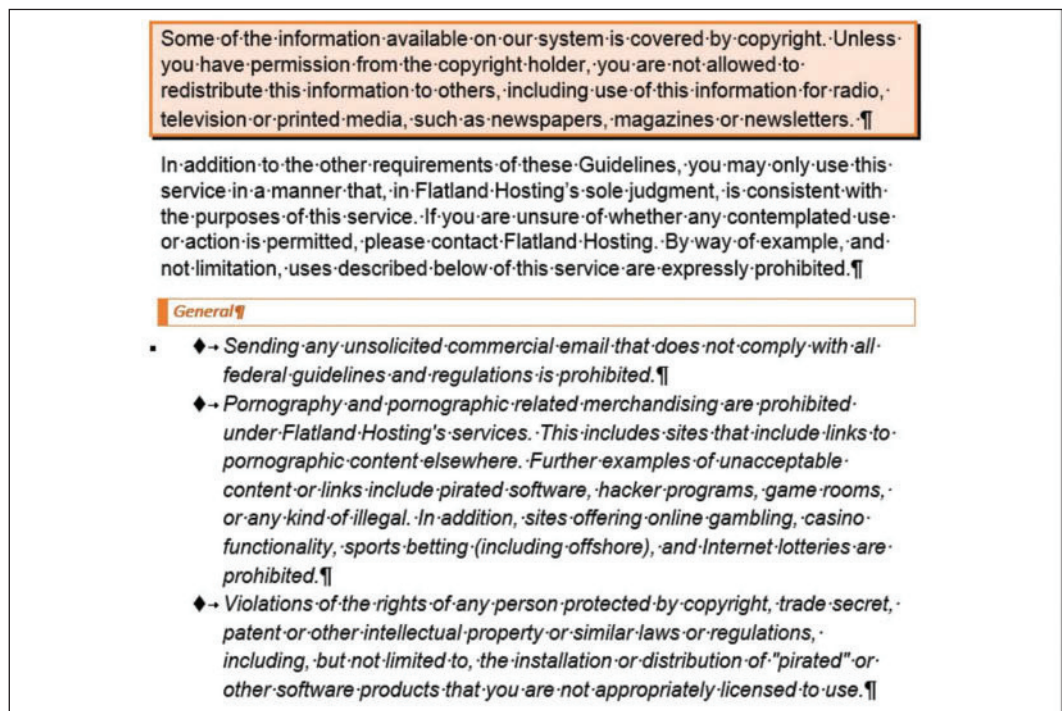 Some·of·the·information·available·on·our·system·is·covered·by·copyright.·Unless·
you·have·permission·from·the·copyright·holder,·you·are·not·allowed·to·
redistribute·this·information·to·others,·including·use·of·this·information·for·radio,·
television·or·printed·media,·such·as·newspapers,·magazines·or·newsletters.·¶
In·addition·to·the·other·requirements·of·these·Guidelines,·you·may·only·use·this·
service·in·a·manner·that,·in·Flatland·Hosting's·sole·judgment,·is·consistent·with·
the·purposes·of·this·service.·If·you·are·unsure·of·whether·any·contemplated·use·
or·action·is·permitted,·please·contact·Flatland·Hosting.·By·way·of·example,·and·
not·limitation,·uses·described·below·of·this·service·are·expressly·prohibited.¶
General¶
▪ ♦→Sending·any·unsolicited·commercial·email·that·does·not·comply·with·all·
federal·guidelines·and·regulations·is·prohibited.¶
♦→Pornography·and·pornographic·related·merchandising·are·prohibited·
under·Flatland·Hosting's·services.·This·includes·sites·that·include·links·to·
pornographic·content·elsewhere.·Further·examples·of·unacceptable·
content·or·links·include·pirated·software,·hacker·programs,·game·rooms,·
or·any·kind·of·illegal.·In·addition,·sites·offering·online·gambling,·casino·
functionality,·sports·betting·(including·offshore),·and·Internet·lotteries·are·
prohibited.¶
♦→Violations·of·the·rights·of·any·person·protected·by·copyright,·trade·secret,·
patent·or·other·intellectual·property·or·similar·laws·or·regulations,·
including,·but·not·limited·to,·the·installation·or·distribution·of·"pirated"·or·
other·software·products·that·you·are·not·appropriately·licensed·to·use.¶